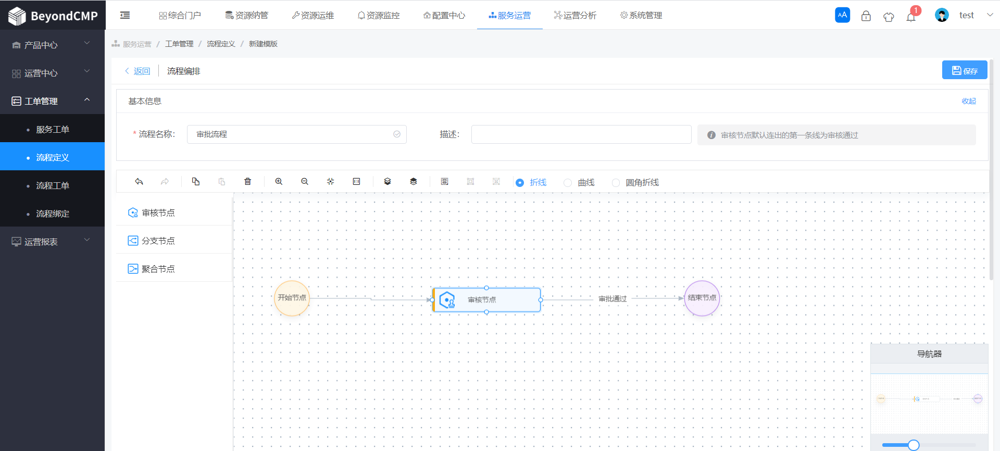 BeyondCMP
综合门户
资源纳管
资源运维
资源监控
配置中心
服务运营
运营分析
系统管理
AA
1
test
产品中心
运营中心
工单管理
服务工单
流程定义
流程工单
流程绑定
运营报表
服务运营 / 工单管理 / 流程定义 / 新建模版
返回
流程编排
保存
基本信息
收起
* 流程名称:
审批流程
描述:
审核节点默认连出的第一条线为审核通过
折线
曲线
圆角折线
审核节点
分支节点
聚合节点
开始节点
审核节点
审批通过
结束节点
导航器